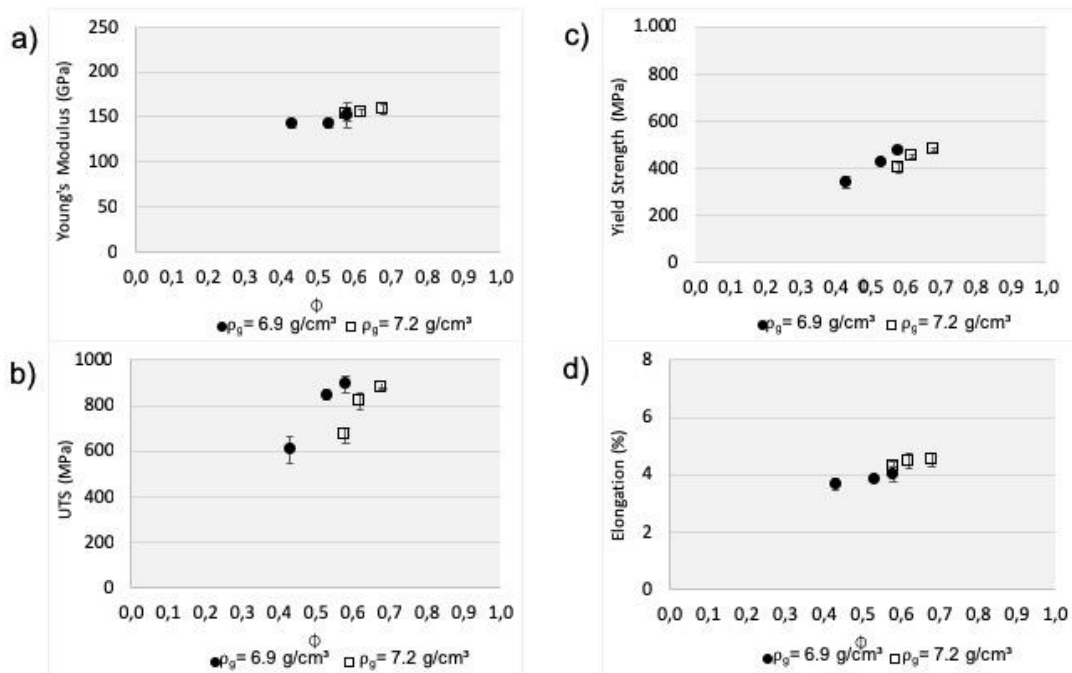 a)
Young's Modulus (GPa)
250
200
150
100
50
0
0,0 0,1 0,2 0,3 0,4 0,5 0,6 0,7 0,8 0,9 1,0
Φ
ρg= 6.9 g/cm³ ρg= 7.2 g/cm³
c)
Yield Strength (MPa)
1.000
800
600
400
200
0
0,0 0,1 0,2 0,3 0,4 0,5 0,6 0,7 0,8 0,9 1,0
ρg= 6.9 g/cm³ ρg= 7.2 g/cm³
b)
UTS (MPa)
1000
800
600
400
200
0
0,0 0,1 0,2 0,3 0,4 0,5 0,6 0,7 0,8 0,9 1,0
Φ
ρg= 6.9 g/cm³ ρg= 7.2 g/cm³
d)
Elongation (%)
8
6
4
2
0
0,0 0,1 0,2 0,3 0,4 0,5 0,6 0,7 0,8 0,9 1,0
Φ
ρg= 6.9 g/cm³ ρg= 7.2 g/cm³